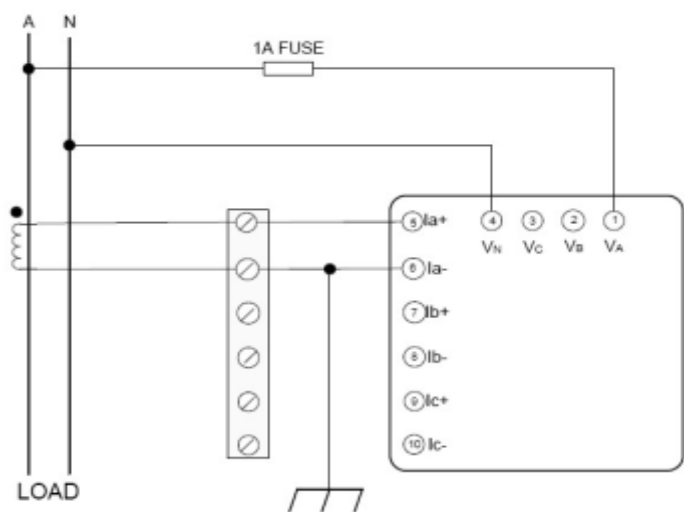 A N
1A FUSE
5 Ia+ 4 3 2 1
VN VC VB VA
6 Ia-
7 Ib+
8 Ib-
9 Ic+
10 Ic-
LOAD